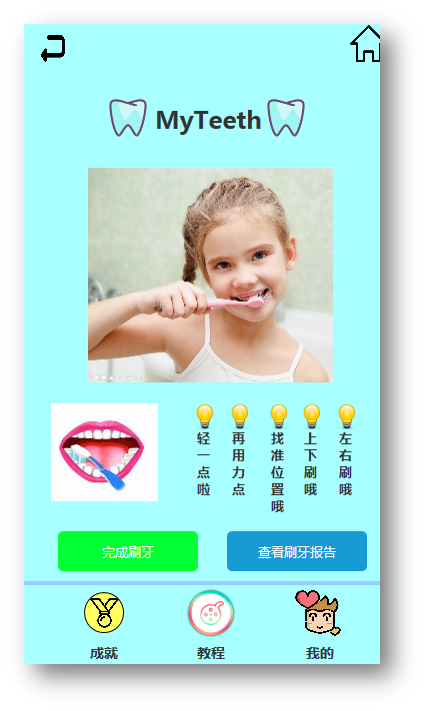 MyTeeth
轻一点啦
再用力点
找准位置哦
上下刷哦
左右刷哦
完成刷牙
查看刷牙报告
成就
教程
我的